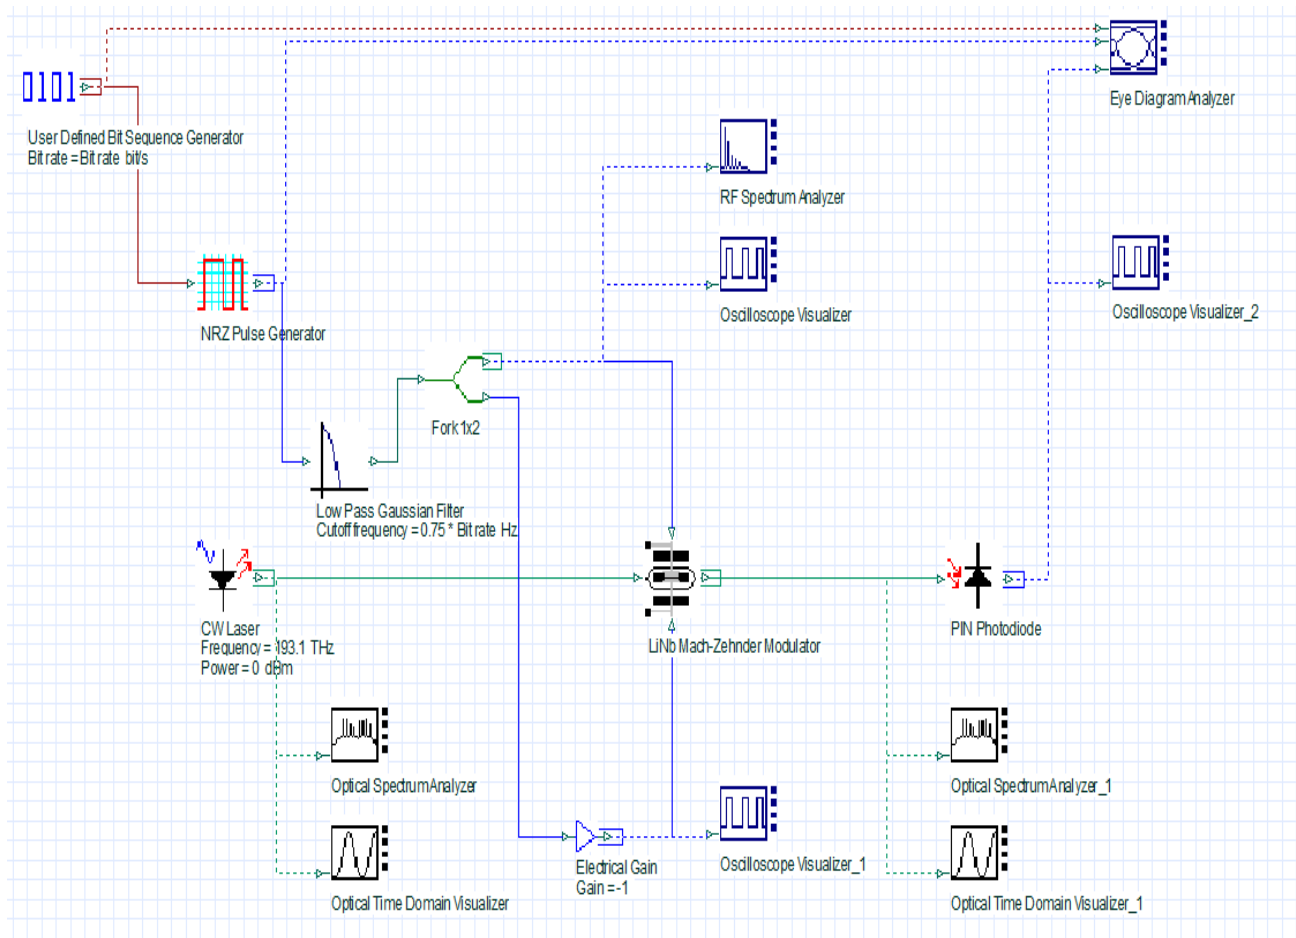 Eye Diagram Analyzer
User Defined Bit Sequence Generator
Bit rate = Bit rate bit/s
RF Spectrum Analyzer
Oscilloscope Visualizer
Oscilloscope Visualizer_2
NRZ Pulse Generator
Fork 1x2
Low Pass Gaussian Filter
Cutoff frequency = 0.75 * Bit rate Hz
CW Laser
Frequency = 193.1 THz
Power = 0 dBm
LiNb Mach-Zehnder Modulator
PIN Photodiode
Optical Spectrum Analyzer
Optical Spectrum Analyzer_1
Electrical Gain
Gain = -1
Oscilloscope Visualizer_1
Optical Time Domain Visualizer
Optical Time Domain Visualizer_1